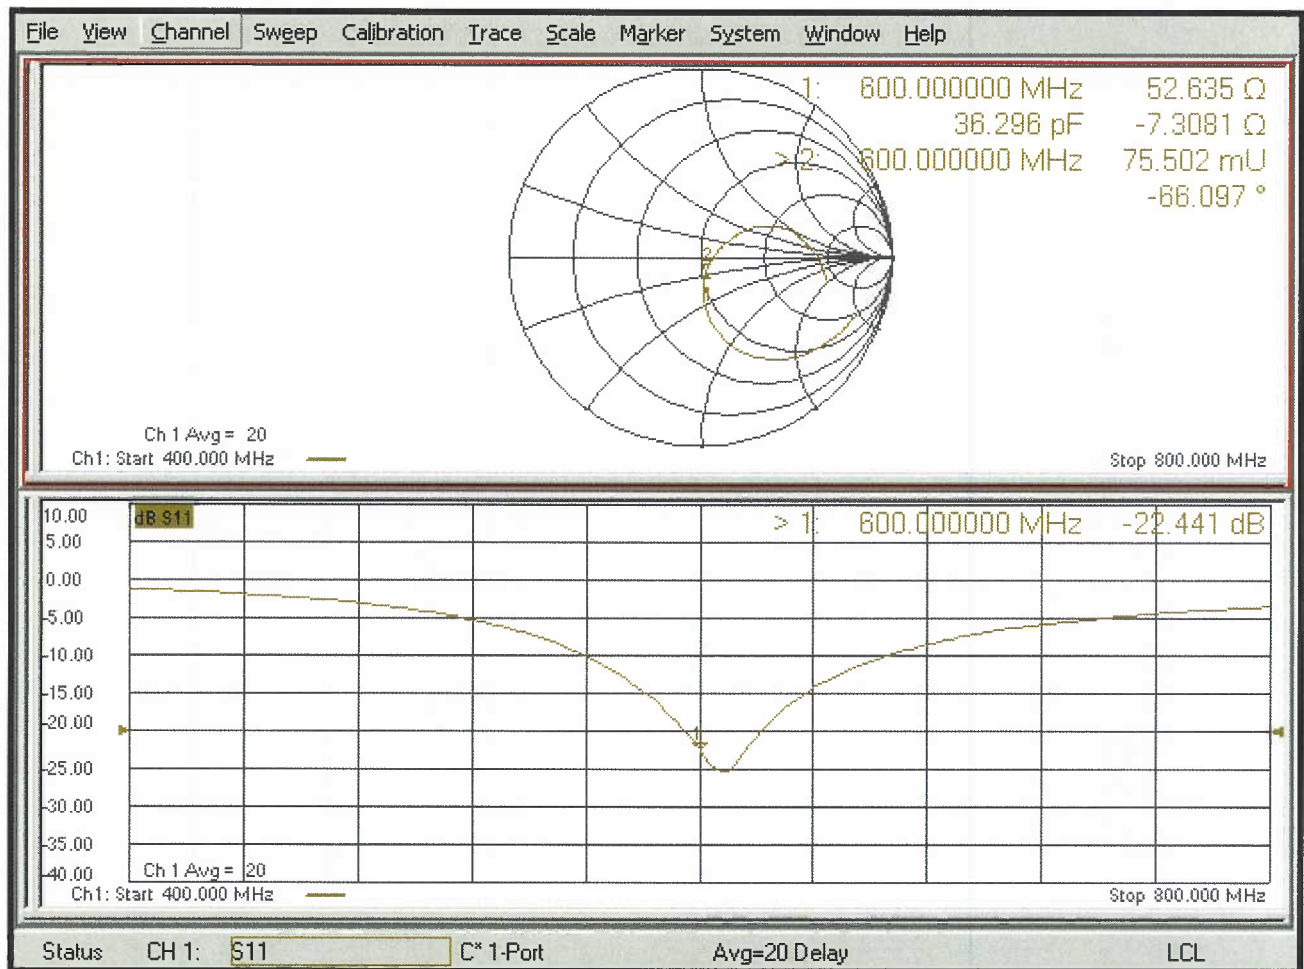 File View Channel Sweep Calibration Trace Scale Marker System Window Help
1: 600.000000 MHz 52.635 Ω
36.296 pF -7.3081 Ω
> 2: 600.000000 MHz 75.502 mU
-66.097 °
2
Ch 1 Avg = 20
Ch1: Start 400.000 MHz
Stop 800.000 MHz
10.00
dB S11
> 1: 600.000000 MHz -22.441 dB
5.00
0.00
-5.00
-10.00
-15.00
-20.00
1
-25.00
-30.00
-35.00
-40.00
Ch 1 Avg = 20
Ch1: Start 400.000 MHz
Stop 800.000 MHz
Status CH 1: S11 C* 1-Port Avg=20 Delay LCL